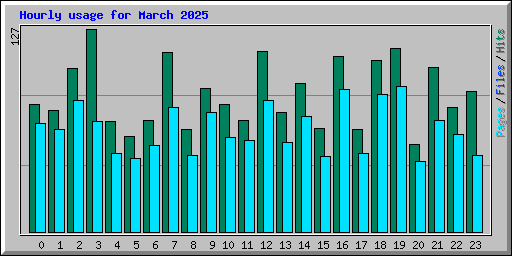 Hourly usage for March 2025
127
Pages/Files/Hits
0 1 2 3 4 5 6 7 8 9 10 11 12 13 14 15 16 17 18 19 20 21 22 23